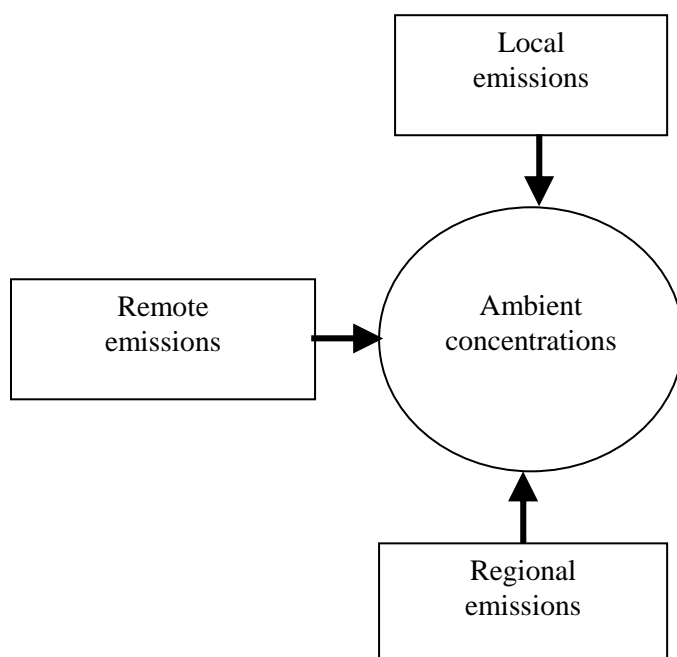 Local
emissions
Remote
emissions
Ambient
concentrations
Regional
emissions